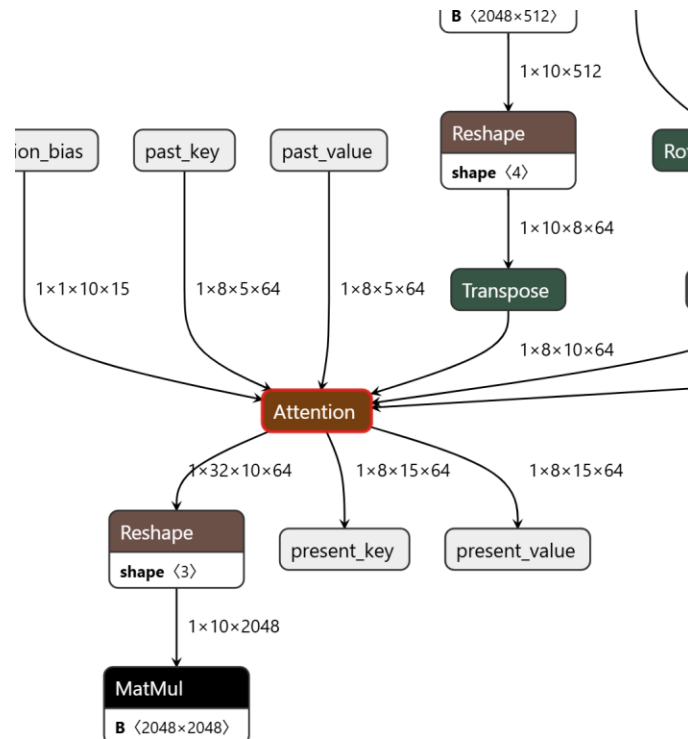 B ⟨2048×512⟩
1×10×512
ion_bias
past_key
past_value
Reshape
shape ⟨4⟩
Rot
1×10×8×64
1×1×10×15
1×8×5×64
1×8×5×64
Transpose
1×8×10×64
Attention
1×32×10×64
1×8×15×64
1×8×15×64
Reshape
shape ⟨3⟩
present_key
present_value
1×10×2048
MatMul
B ⟨2048×2048⟩